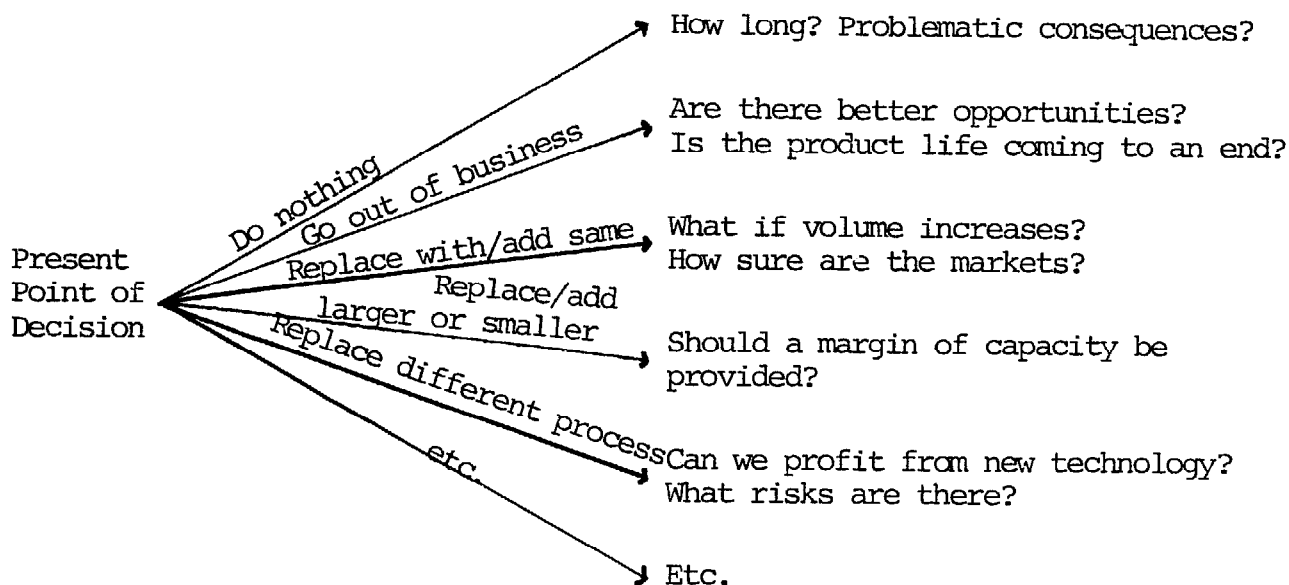 How long? Problematic consequences?
Are there better opportunities?
Is the product life coming to an end?
Do nothing
Go out of business
What if volume increases?
How sure are the markets?
Replace with/add same
Present
Point of
Decision
Replace/add
larger or smaller
Should a margin of capacity be
provided?
Replace different process
Can we profit from new technology?
What risks are there?
etc.
Etc.